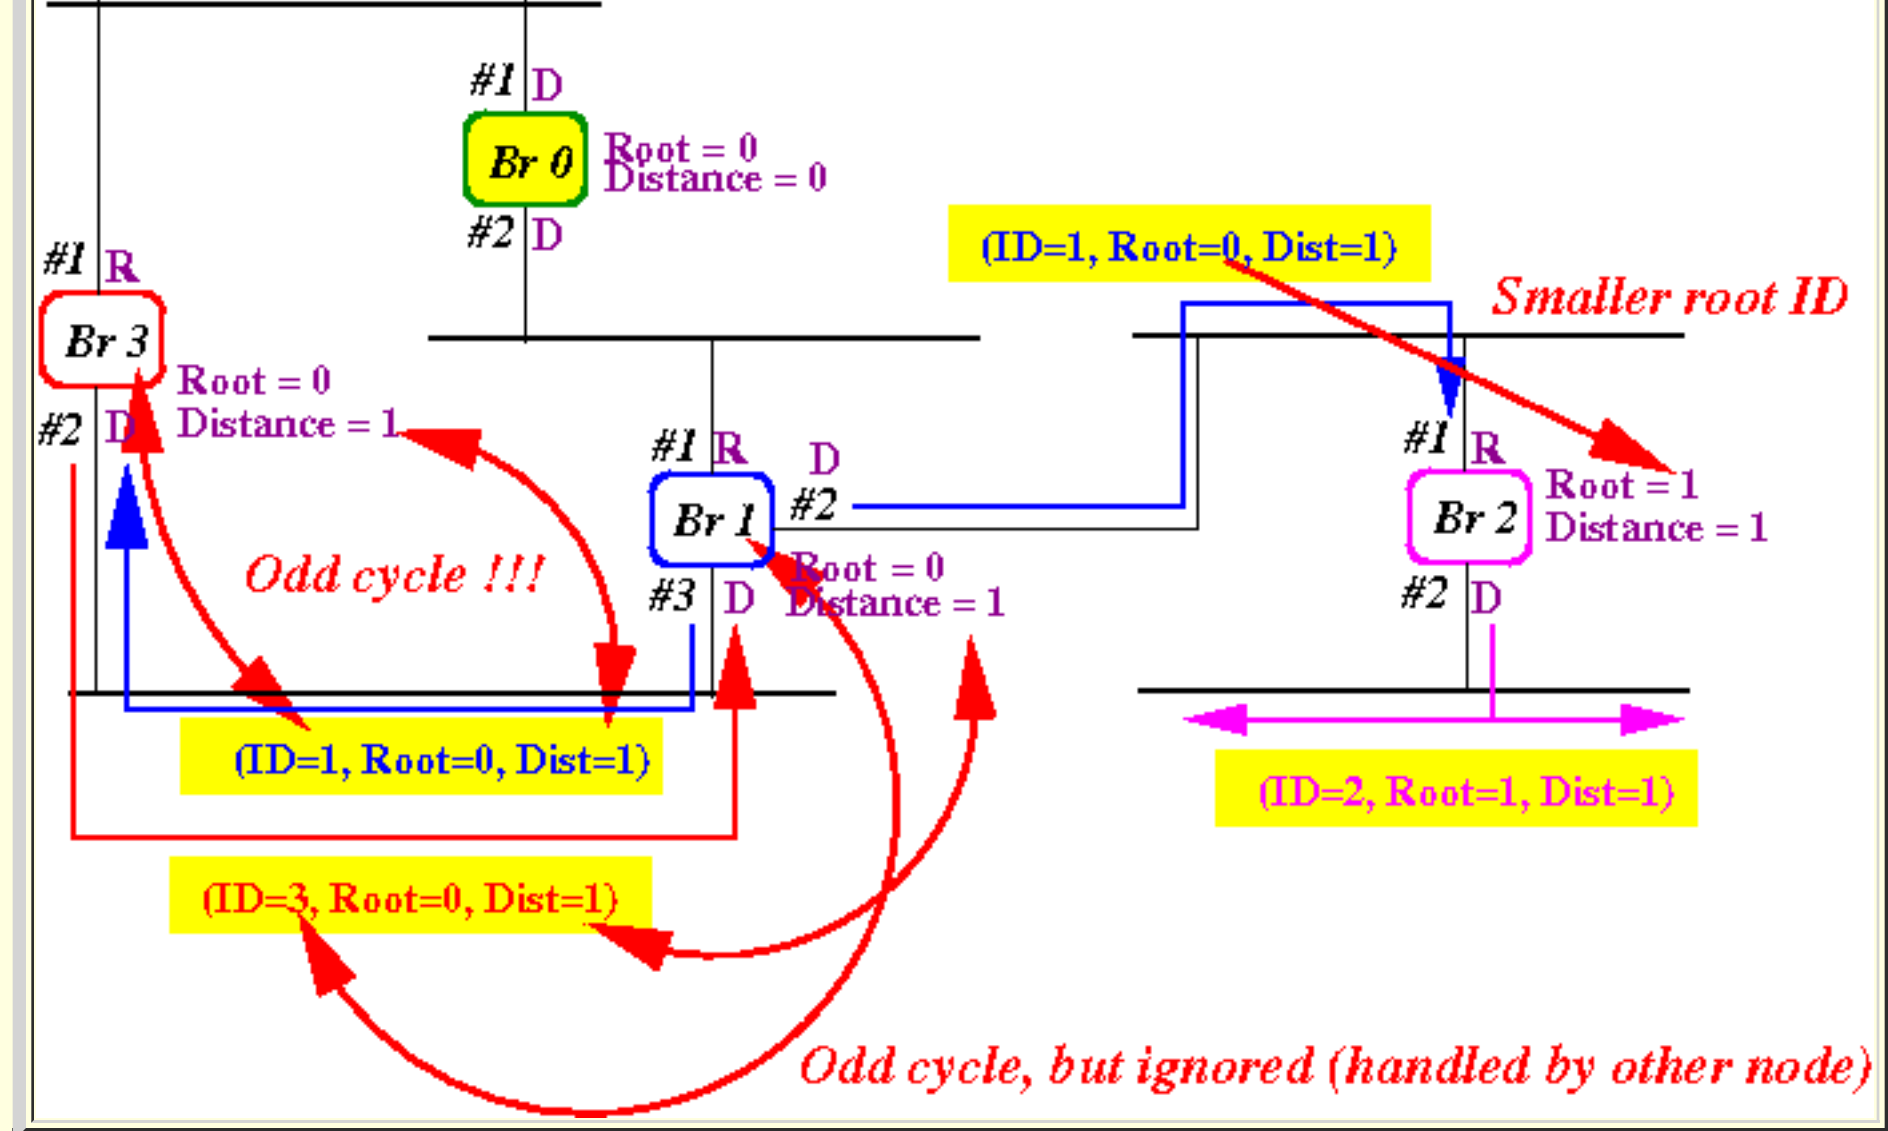 #1 D
Br 0
Root = 0
Distance = 0
#2 D
(ID=1, Root=0, Dist=1)
Smaller root ID
#1 R
Br 3
Root = 0
Distance = 1
#2 D
#1 R
D
#2
Br 1
Root = 0
Distance = 1
#3 D
#1 R
Br 2
Root = 1
Distance = 1
#2 D
Odd cycle !!!
(ID=1, Root=0, Dist=1)
(ID=2, Root=1, Dist=1)
(ID=3, Root=0, Dist=1)
Odd cycle, but ignored (handled by other node)